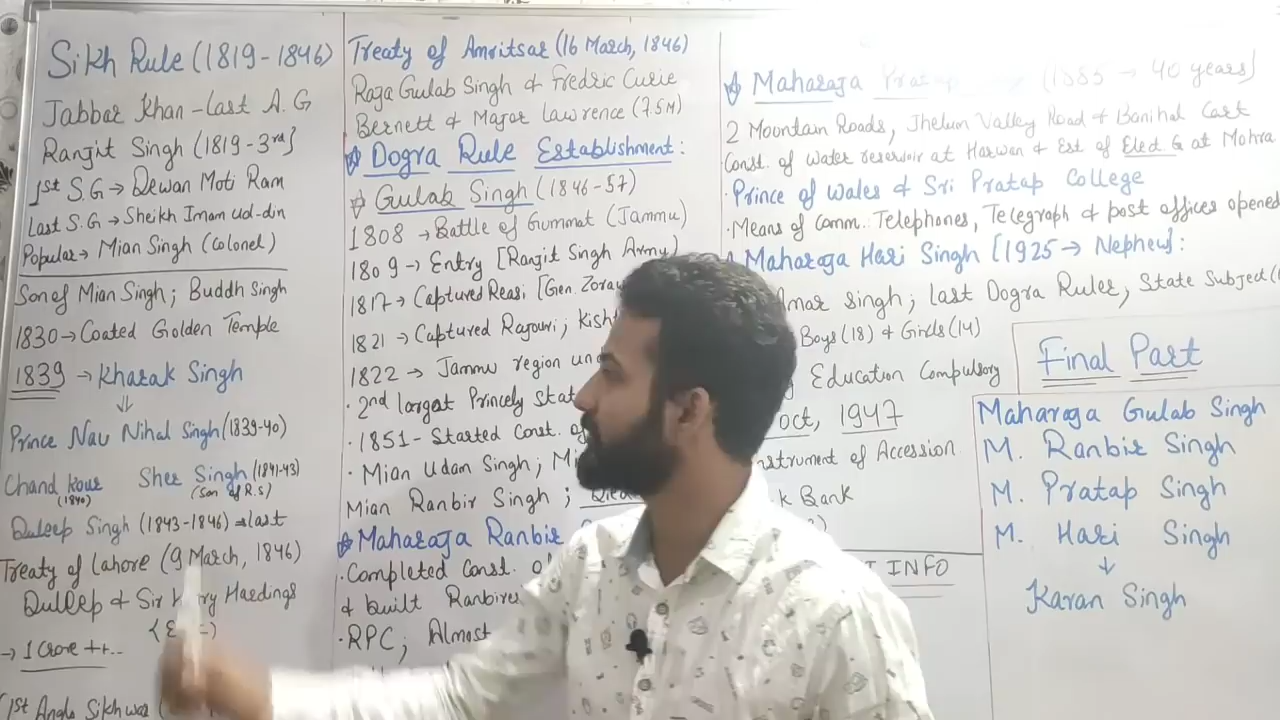 Sikh Rule (1819-1846)
Jabbar Khan - Last A.G
Ranjit Singh (1819-3rd]
1st S.G → Dewan Moti Ram
Last S.G → Sheikh Imam ud-din
Popular → Mian Singh (Colonel)
Son of Mian Singh; Buddh Singh
1830 → Coated Golden Temple
1839 → Kharak Singh
⇓
Prince Nav Nihal Singh (1839-40)
Chand Kour Sher Singh (1841-43)
(1840) (Son of R.S)
Duleep Singh (1843-1846) → last
Treaty of Lahore (9 March, 1846)
Duleep & Sir Hardings
→ 1 Crore ++..
1st Anglo Sikh war
Treaty of Amritsar (16 March, 1846)
Raja Gulab Singh & Fredric Curie
Bernett & Major Lawrence (7.5M)
Dogra Rule Establishment:
Gulab Singh (1846-57)
1808 → Battle of Gummat (Jammu)
1809 → Entry [Ranjit Singh Army)
1817 → Captured Reasi [Gen. Zoraw
1821 → Captured Rajouri; Kisht
1822 → Jammu region un
· 2nd largest Princely Stat
· 1851 - Started Const. of
· Mian Udam Singh; Mi
Mian Ranbir Singh;
Maharaja Ranbir
· Completed Const. o
& built Ranbires
· RPC; Almost
Maharaja Pratap (1885 → 40 years]
2 Mountain Roads, Jhelum Valley Road & Banihal Cart
Const. of Water reservoir at Harwan & Est of Elect G at Mohra
· Prince of Wales & Sri Pratap College
· Means of Comm.. Telephones, Telegraph & post offices opened
Maharaja Hari Singh [1925 → Nephew]:
Amar Singh; last Dogra Ruler, State Subject (
Boys (18) & Girls (14)
Education Compulsory
oct, 1947
nstrument of Accession
k Bank
T INFO
Final Part
Maharaja Gulab Singh
M. Ranbir Singh
M. Pratap Singh
M. Hari Singh
↓
Karan Singh